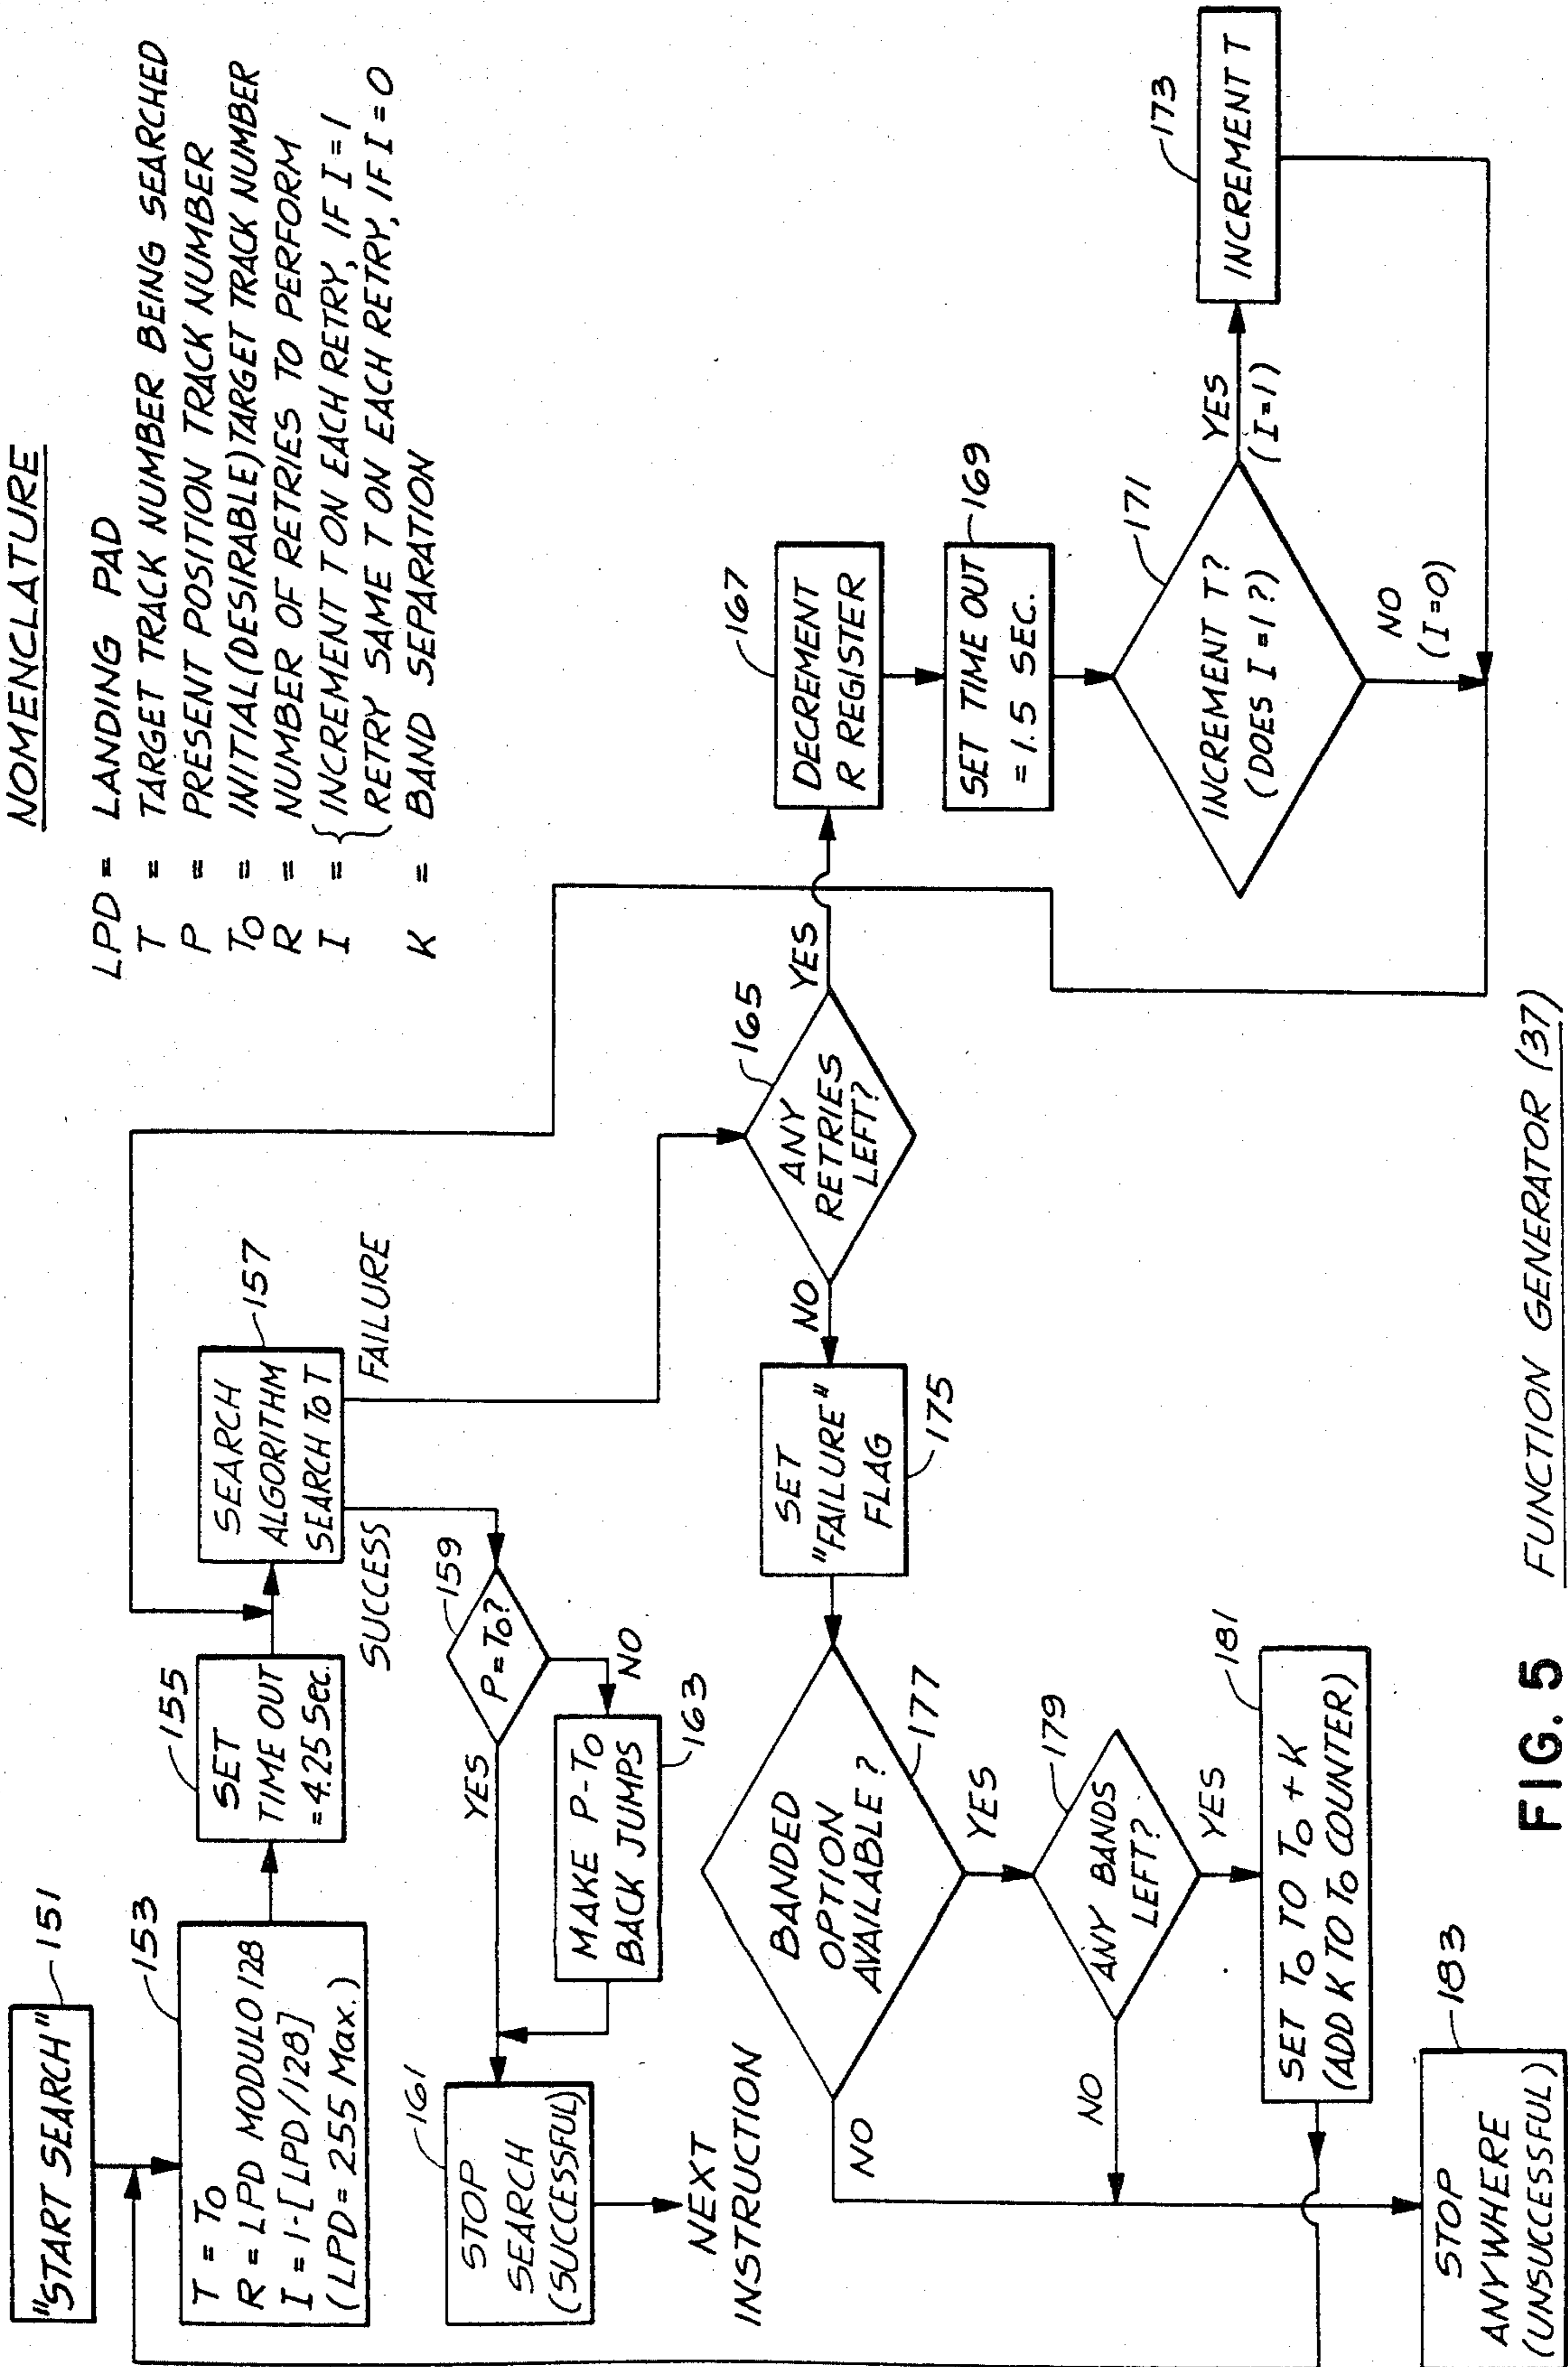 NOMENCLATURE
LPD = LANDING PAD
T = TARGET TRACK NUMBER BEING SEARCHED
P = PRESENT POSITION TRACK NUMBER
To = INITIAL (DESIRABLE) TARGET TRACK NUMBER
R = NUMBER OF RETRIES TO PERFORM
I = { INCREMENT T ON EACH RETRY, IF I = 1
RETRY SAME T ON EACH RETRY, IF I = 0
K = BAND SEPARATION
"START SEARCH"
151
T = To
R = LPD MODULO 128
I = 1-[LPD/128]
(LPD = 255 Max.)
153
SET
TIME OUT
= 4.25 Sec.
155
SEARCH
ALGORITHM
SEARCH To T
157
SUCCESS
FAILURE
P = To?
159
YES
NO
STOP
SEARCH
(SUCCESSFUL)
161
NEXT
INSTRUCTION
MAKE P-To
BACK JUMPS
163
ANY
RETRIES
LEFT?
165
YES
NO
DECREMENT
R REGISTER
167
SET TIME OUT
= 1.5 SEC.
169
INCREMENT T?
(DOES I = 1?)
171
YES
(I=1)
NO
(I=0)
INCREMENT T
173
SET
"FAILURE"
FLAG
175
BANDED
OPTION
AVAILABLE?
177
YES
NO
ANY BANDS
LEFT?
179
YES
NO
SET To TO To + K
(ADD K TO To COUNTER)
181
STOP
ANYWHERE
(UNSUCCESSFUL)
183
FIG. 5
FUNCTION GENERATOR (37)